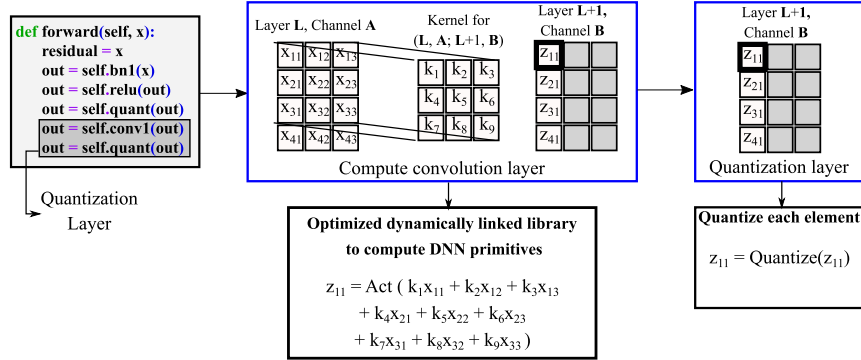 def forward(self, x):
residual = x
out = self.bn1(x)
out = self.relu(out)
out = self.quant(out)
out = self.conv1(out)
out = self.quant(out)
Quantization
Layer
Layer L, Channel A
x11 x12 x13
x21 x22 x23
x31 x32 x33
x41 x42 x43
Kernel for
(L, A; L+1, B)
k1 k2 k3
k4 k5 k6
k7 k8 k9
Layer L+1,
Channel B
z11
z21
z31
z41
Compute convolution layer
Layer L+1,
Channel B
z11
z21
z31
z41
Quantization layer
Optimized dynamically linked library
to compute DNN primitives
z11 = Act ( k1x11 + k2x12 + k3x13
+ k4x21 + k5x22 + k6x23
+ k7x31 + k8x32 + k9x33 )
Quantize each element
z11 = Quantize(z11)